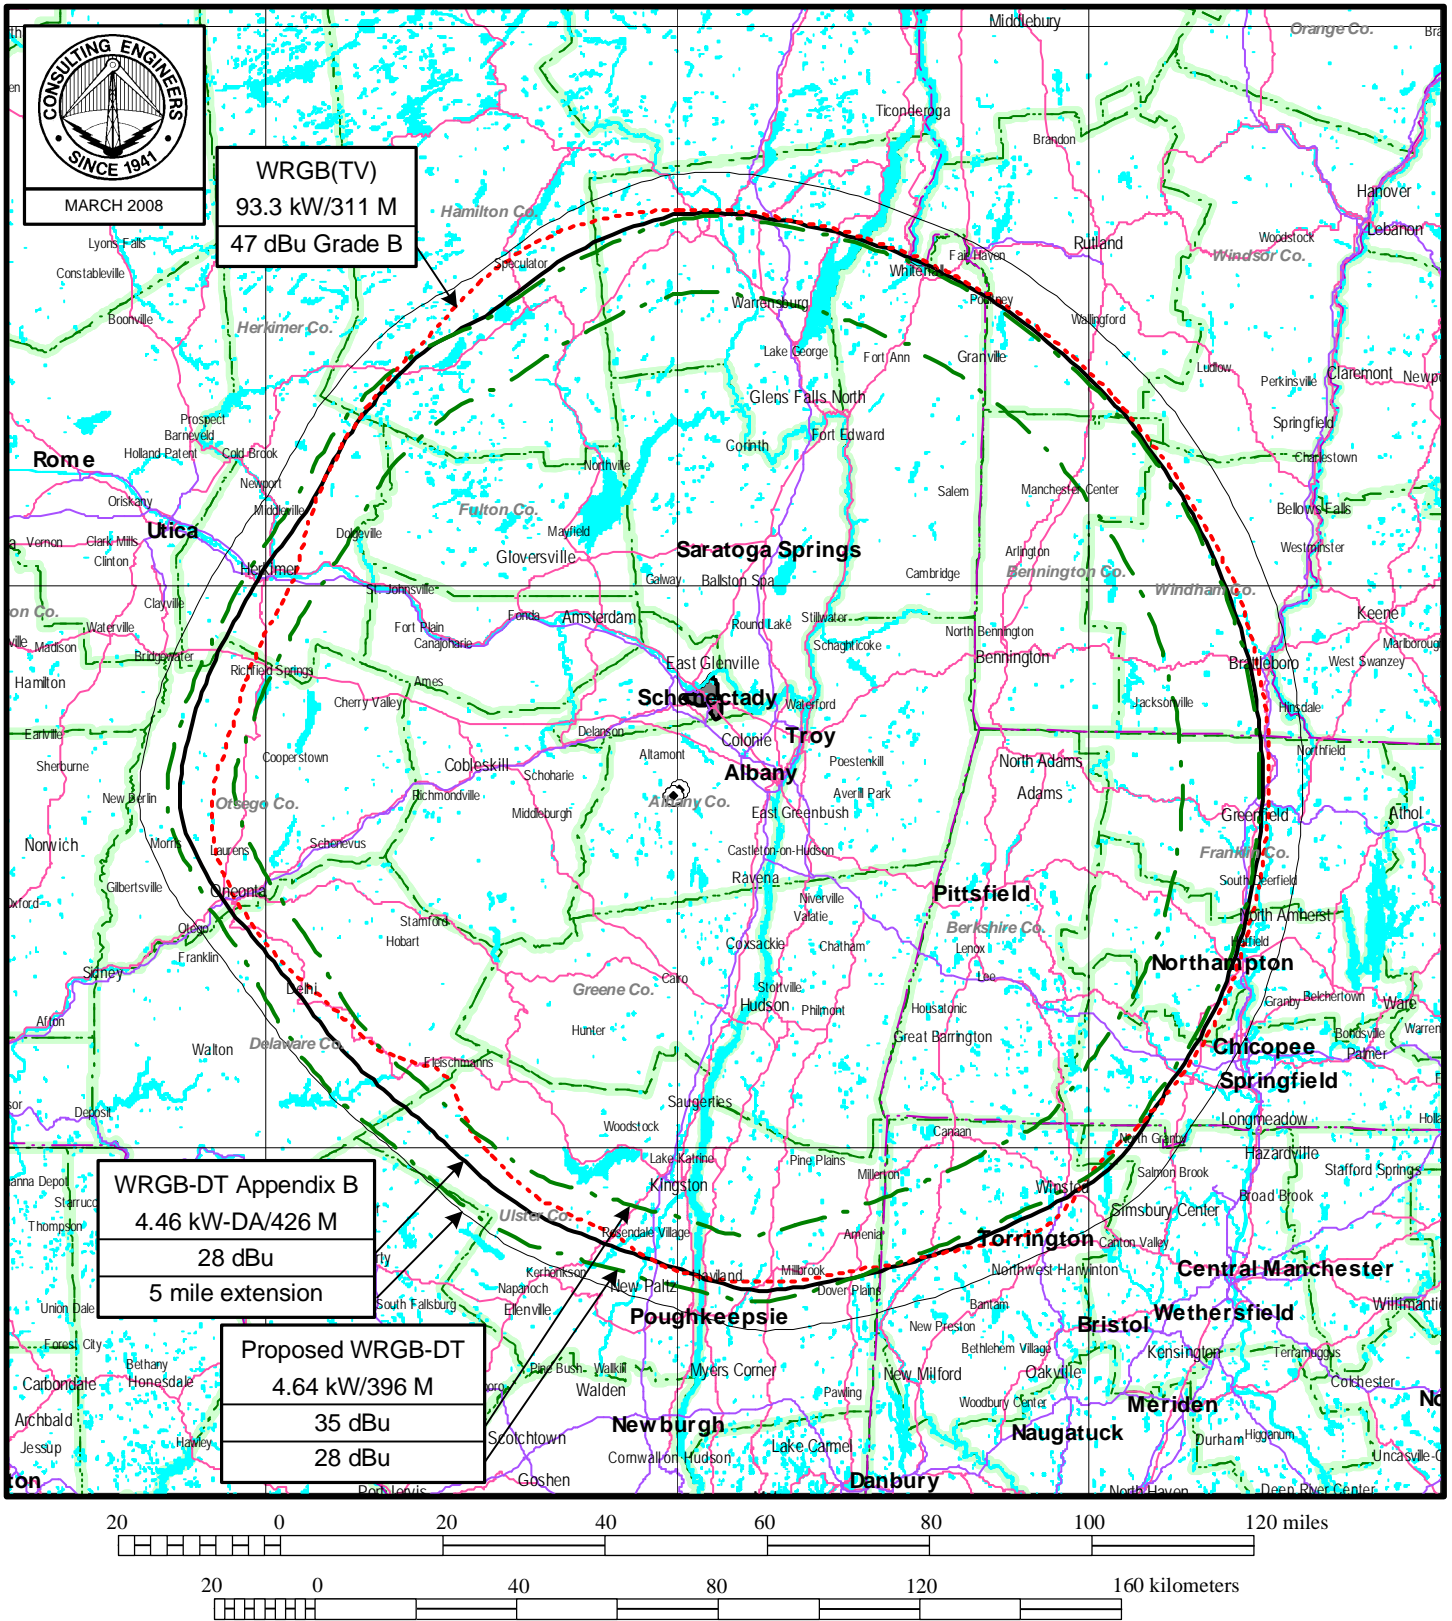 CONSULTING ENGINEERS
SINCE 1941
MARCH 2008
WRGB(TV)
93.3 kW/311 M
47 dBu Grade B
Middlebury
Orange Co.
Ticonderoga
Brandon
Hanover
Lebanon
Hamilton Co.
Lyons Falls
Constableville
Speculator
Whitehall
Fair Haven
Rutland
Woodstock
Windsor Co.
Boonville
Herkimer Co.
Warrensburg
Poultney
Wallingford
Lake George
Fort Ann
Granville
Ludlow
Perkinsville
Claremont
Glens Falls North
Springfield
Prospect
Barneveld
Holland Patent
Cold Brook
Rome
Corinth
Fort Edward
Northville
Charlestown
Newport
Oriskany
Middleville
Salem
Manchester Center
Bellows Falls
Fulton Co.
Utica
Dolgeville
Mayfield
Vernon
Clark Mills
Clinton
Gloversville
Saratoga Springs
Arlington
Westminster
Herkimer
Galway
Ballston Spa
Cambridge
Bennington Co.
Windham Co.
St. Johnsville
Clayville
Fonda
Amsterdam
Round Lake
Stillwater
Keene
Waterville
Fort Plain
Canajoharie
Schaghticoke
North Bennington
Madison
Bridgewater
Richfield Springs
East Glenville
Bennington
Brattleboro
West Swanzey
Hamilton
Ames
Cherry Valley
Schenectady
Waterford
Jacksonville
Hinsdale
Earlville
Delanson
Colonie
Troy
Northfield
Sherburne
Cooperstown
Cobleskill
Altamont
Albany
Poestenkill
North Adams
Schoharie
New Berlin
Otsego Co.
Richmondville
Middleburgh
Albany Co.
Averill Park
Adams
East Greenbush
Greenfield
Athol
Norwich
Morris
Laurens
Schenevus
Castleton-on-Hudson
Franklin Co.
Gilbertsville
Oneonta
Ravena
Pittsfield
South Deerfield
Niverville
Valatie
Otego
Stamford
Hobart
Berkshire Co.
North Amherst
Franklin
Coxsackie
Chatham
Lenox
Hatfield
Sidney
Delhi
Greene Co.
Cairo
Stottville
Lee
Northampton
Hudson
Philmont
Housatonic
Granby
Belchertown
Ware
Afton
Walton
Delaware Co.
Hunter
Great Barrington
Bondsville
Warren
Fleischmanns
Chicopee
Palmer
Springfield
Deposit
Saugerties
Woodstock
Longmeadow
Canaan
North Granby
Lake Katrine
Pine Plains
Millerton
Hazardville
Kingston
Winsted
Salmon Brook
Stafford Springs
Broad Brook
WRGB-DT Appendix B
4.46 kW-DA/426 M
28 dBu
5 mile extension
Starrucca
Thompson
Ulster Co.
Rosendale Village
Amenia
Simsbury Center
Torrington
Canton Valley
Kerhonkson
Napanoch
Ellenville
Highland
Millbrook
Northwest Harwinton
Central Manchester
New Paltz
Dover Plains
Union Dale
South Fallsburg
Poughkeepsie
Bantam
Wethersfield
Willimantic
New Preston
Bristol
Forest City
Bethany
Honesdale
Carbondale
Proposed WRGB-DT
4.64 kW/396 M
35 dBu
28 dBu
Pine Bush
Wallkill
Walden
Myers Corner
Bethlehem Village
Kensington
Terramuggus
New Milford
Oakville
Colchester
Pawling
Woodbury Center
Meriden
Archbald
Jessup
Hawley
Scotchtown
Newburgh
Naugatuck
Durham
Higganum
Cornwall on Hudson
Lake Carmel
Goshen
Danbury
Port Jervis
North Haven
Deep River Center
20 0 20 40 60 80 100 120 miles
20 0 40 80 120 160 kilometers